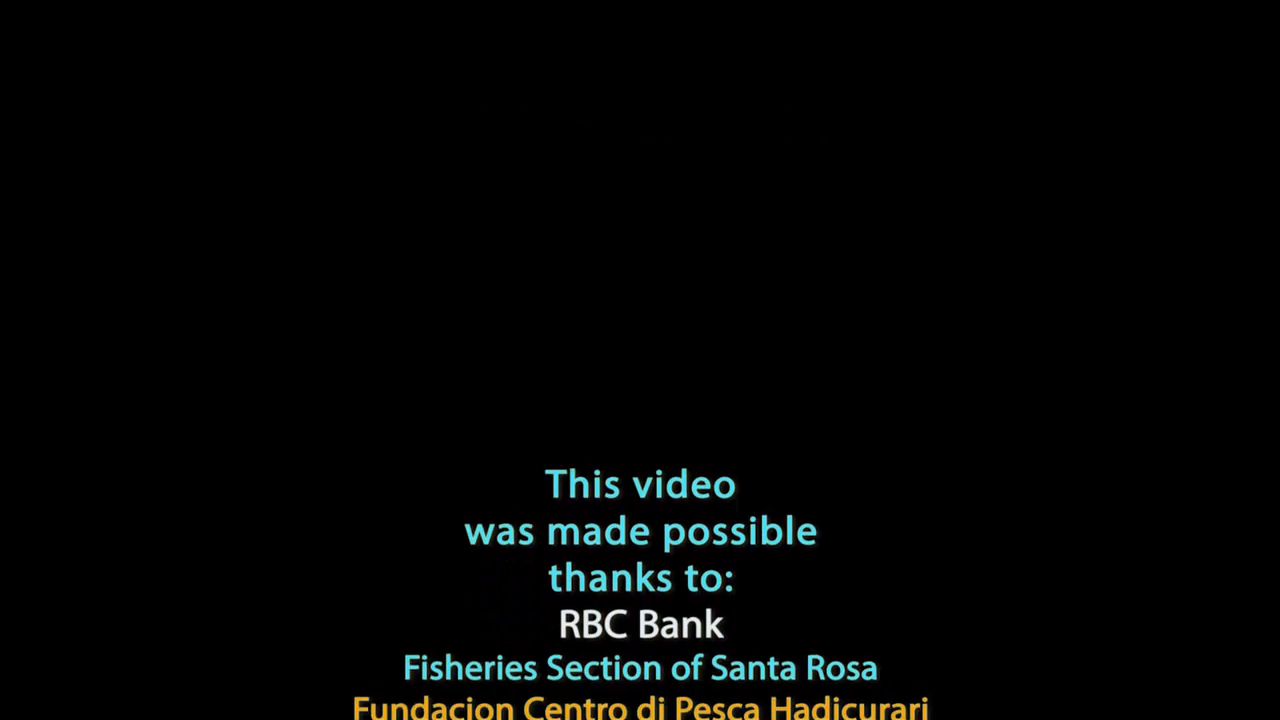 This video
was made possible
thanks to:
RBC Bank
Fisheries Section of Santa Rosa
Fundacion Centro di Pesca Hadicurari